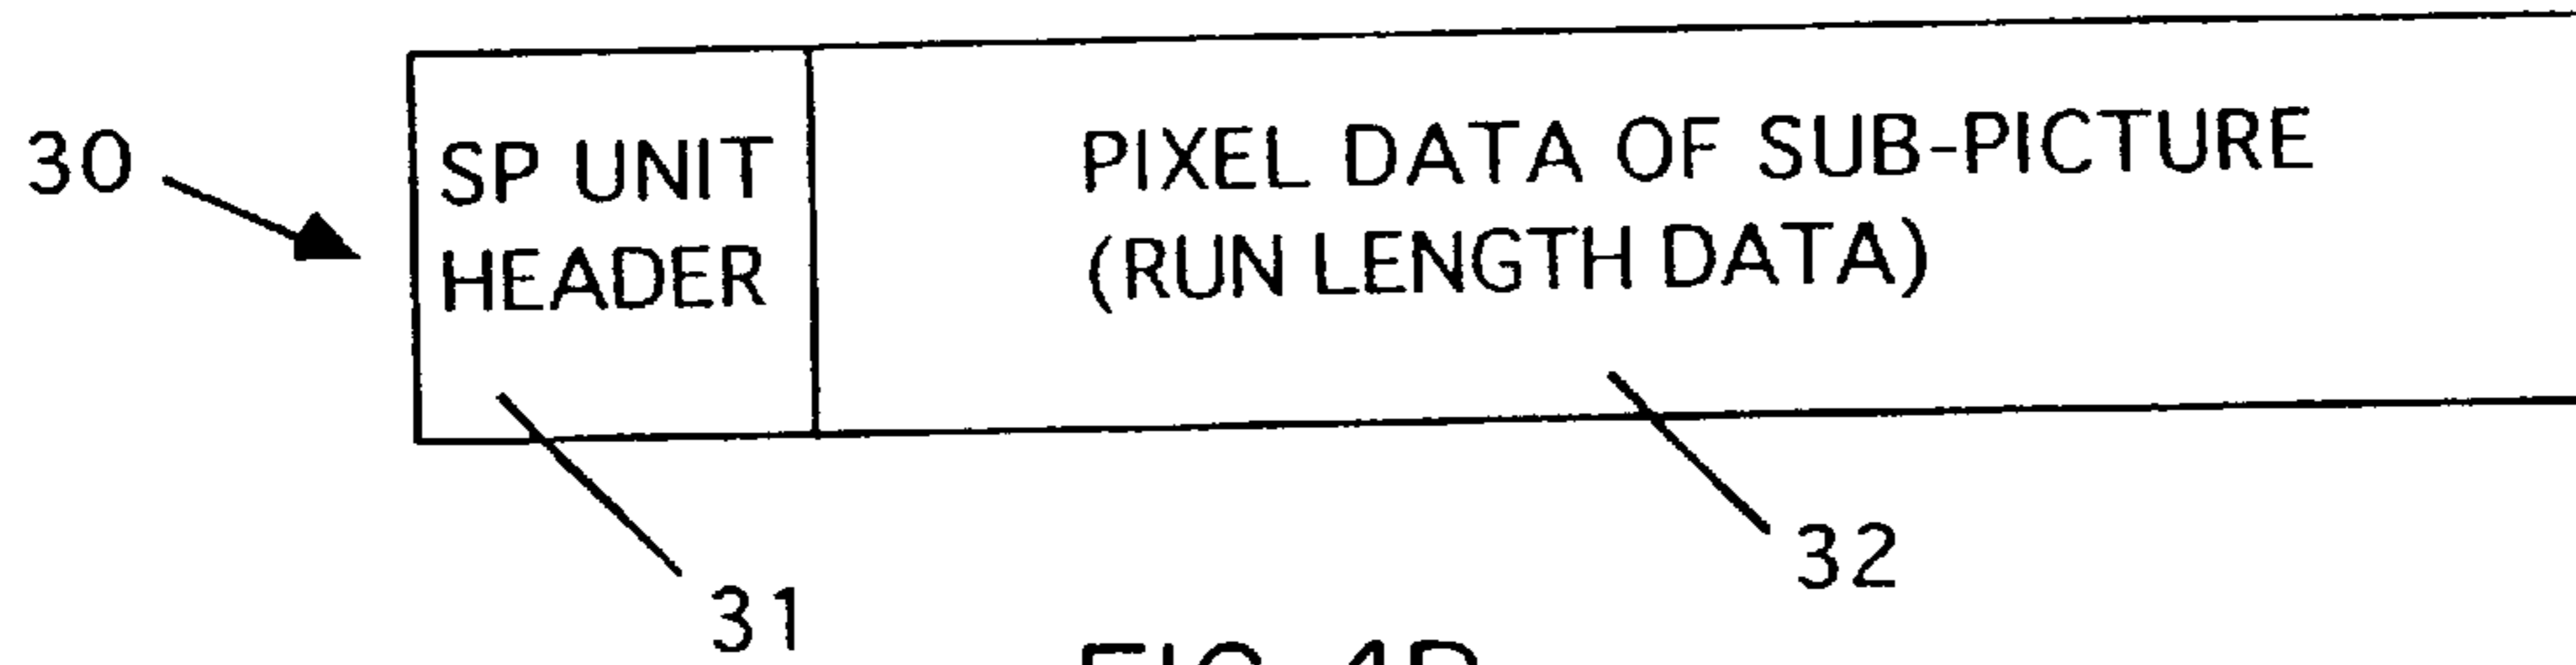 30
SP UNIT
HEADER
PIXEL DATA OF SUB-PICTURE
(RUN LENGTH DATA)
31
32